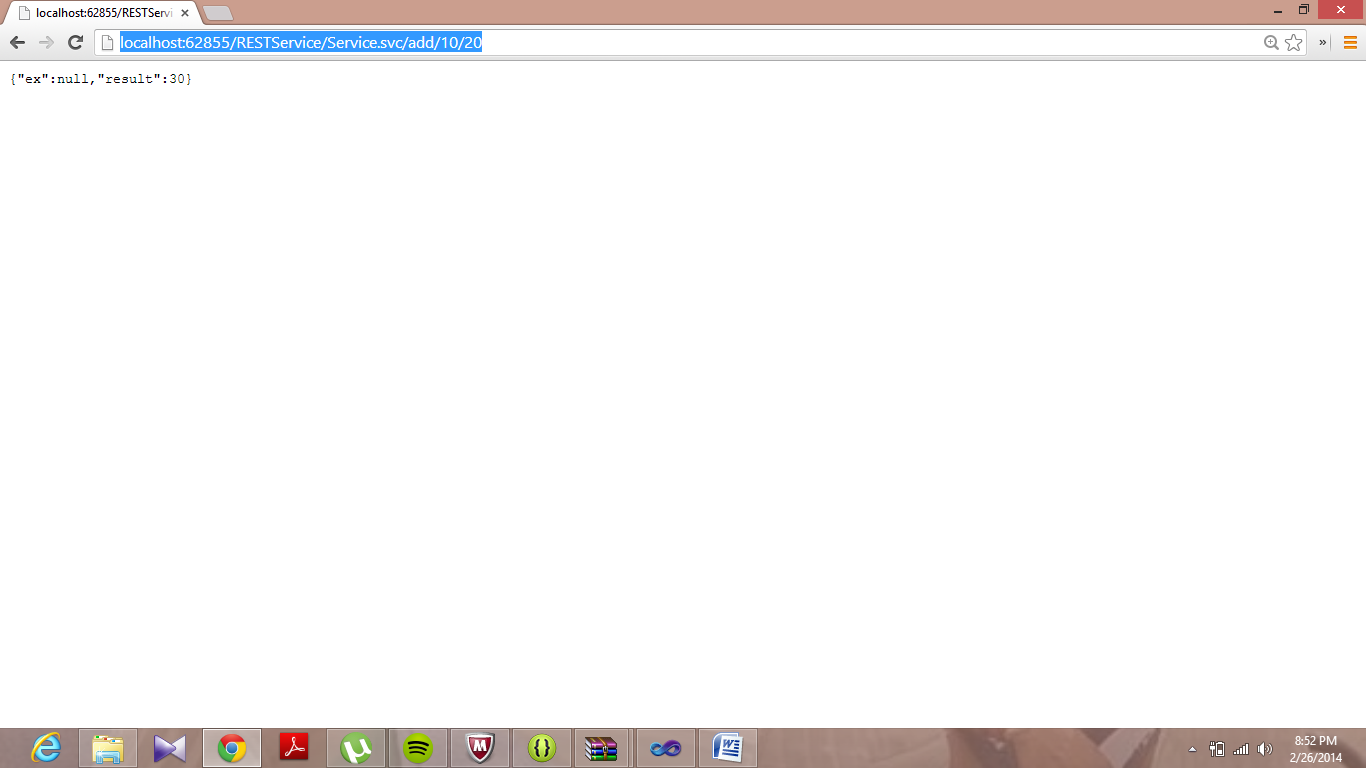 localhost:62855/RESTServi
localhost:62855/RESTService/Service.svc/add/10/20
{"ex":null,"result":30}
8:52 PM
2/26/2014